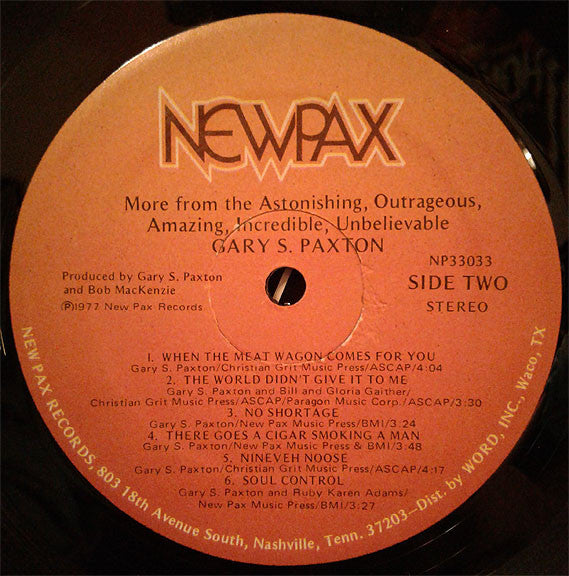 NEWPAX
More from the Astonishing, Outrageous,
Amazing, Incredible, Unbelievable
GARY S. PAXTON
Produced by Gary S. Paxton
and Bob MacKenzie
Ⓟ1977 New Pax Records
NP33033
SIDE TWO
STEREO
1. WHEN THE MEAT WAGON COMES FOR YOU
Gary S. Paxton/Christian Grit Music Press/ASCAP/4:04
2. THE WORLD DIDN'T GIVE IT TO ME
Gary S. Paxton and Bill and Gloria Gaither/
Christian Grit Music Press/ASCAP/Paragon Music Corp./ASCAP/3:30
3. NO SHORTAGE
Gary S. Paxton/New Pax Music Press/BMI/3:24
4. THERE GOES A CIGAR SMOKING A MAN
Gary S. Paxton/New Pax Music Press & BMI/3:48
5. NINEVEH NOOSE
Gary S. Paxton/Christian Grit Music Press/ASCAP/4:17
6. SOUL CONTROL
Gary S. Paxton and Ruby Karen Adams/
New Pax Music Press/BMI/3:27
NEW PAX RECORDS, 803 18th Avenue South, Nashville, Tenn. 37203—Dist. by WORD, INC., Waco, TX